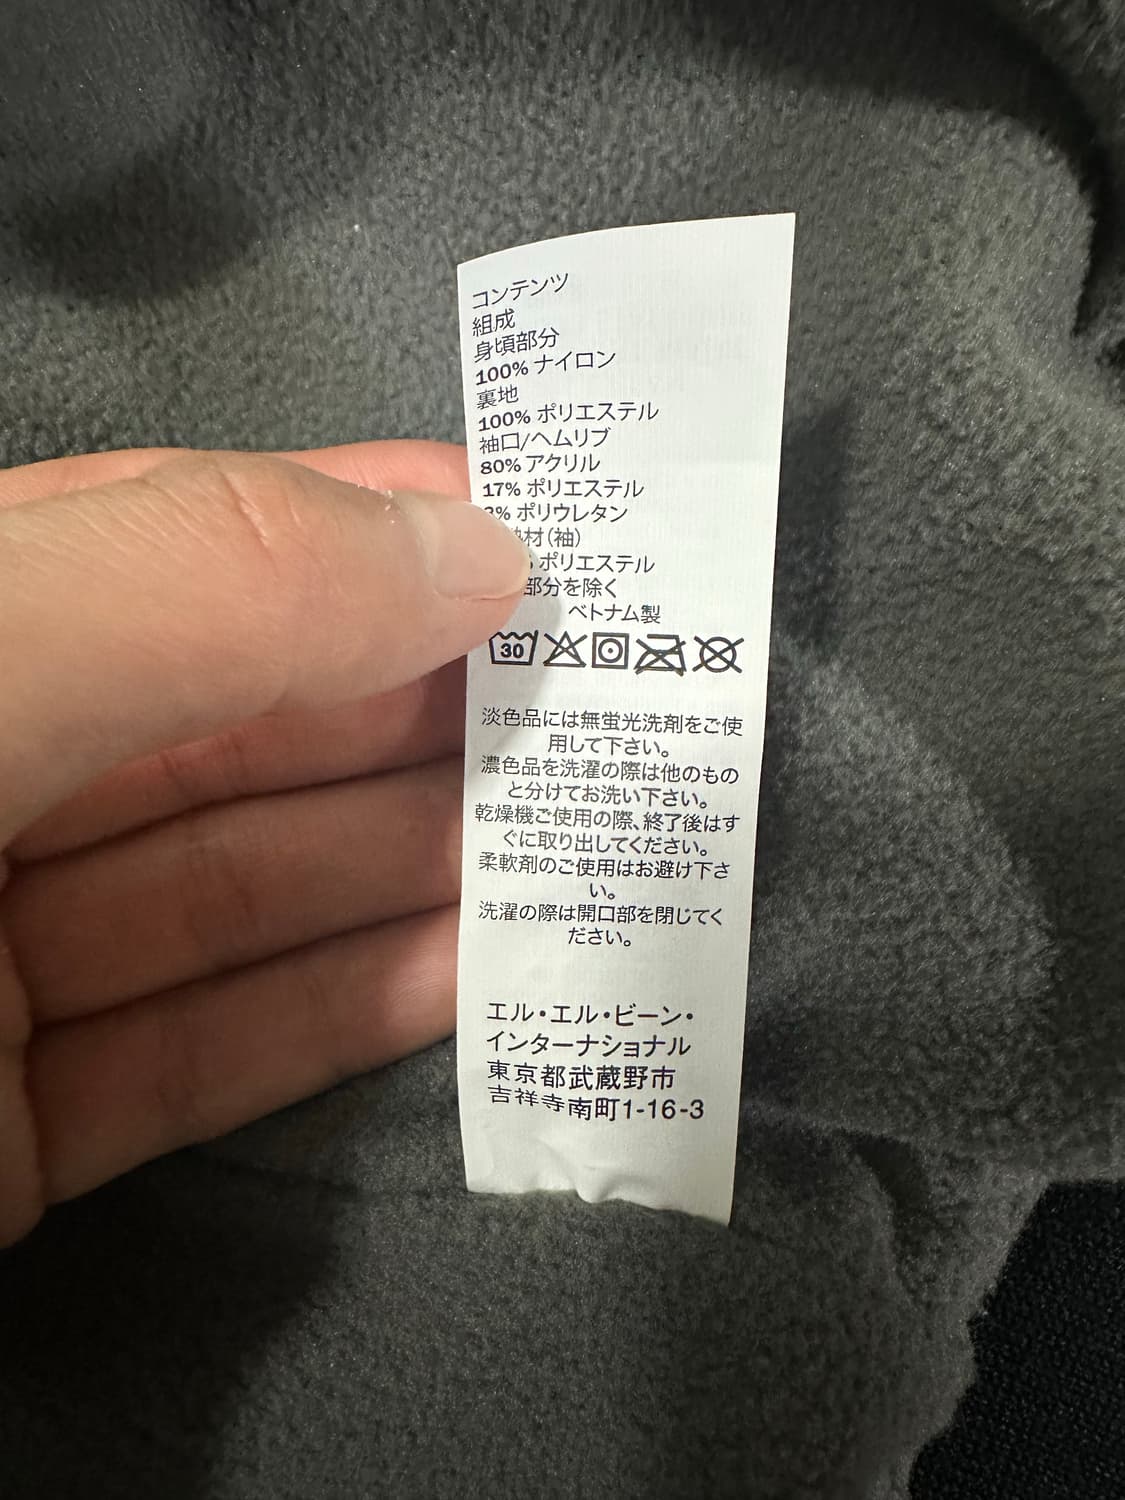 コンテンツ
組成
身頃部分
100% ナイロン
裏地
100% ポリエステル
袖口/ヘムリブ
80% アクリル
17% ポリエステル
3% ポリウレタン
材(袖)
ポリエステル
部分を除く
ベトナム製
30
淡色品には無蛍光洗剤をご使
用して下さい。
濃色品を洗濯の際は他のもの
と分けてお洗い下さい。
乾燥機ご使用の際、終了後はす
ぐに取り出してください。
柔軟剤のご使用はお避け下さ
い。
洗濯の際は開口部を閉じてく
ださい。
エル・エル・ビーン・
インターナショナル
東京都武蔵野市
吉祥寺南町1-16-3